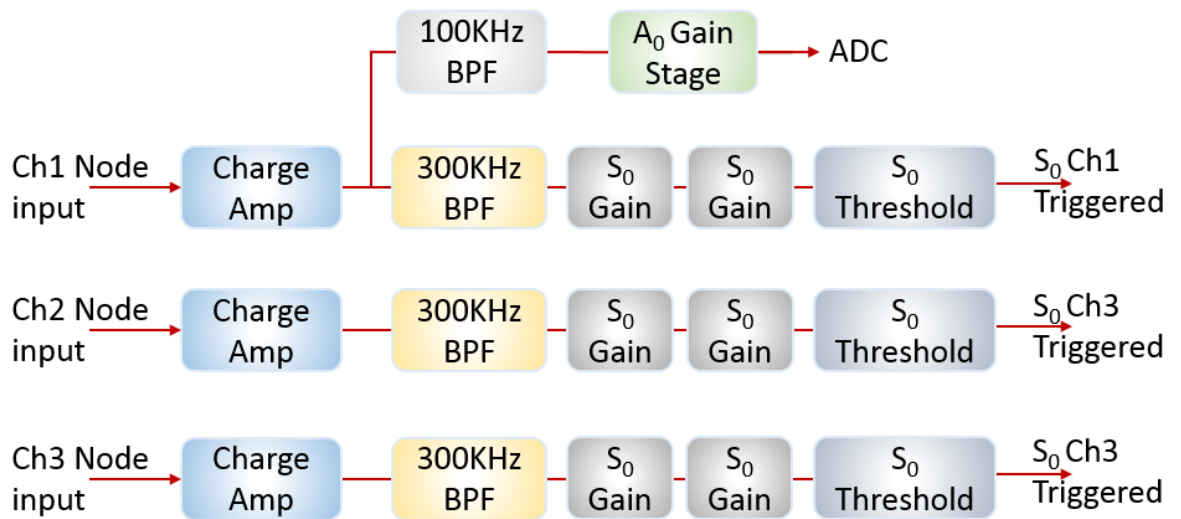 100KHz
BPF
A₀ Gain
Stage
ADC
Ch1 Node
input
Charge
Amp
300KHz
BPF
S₀
Gain
S₀
Gain
S₀
Threshold
S₀ Ch1
Triggered
Ch2 Node
input
Charge
Amp
300KHz
BPF
S₀
Gain
S₀
Gain
S₀
Threshold
S₀ Ch3
Triggered
Ch3 Node
input
Charge
Amp
300KHz
BPF
S₀
Gain
S₀
Gain
S₀
Threshold
S₀ Ch3
Triggered